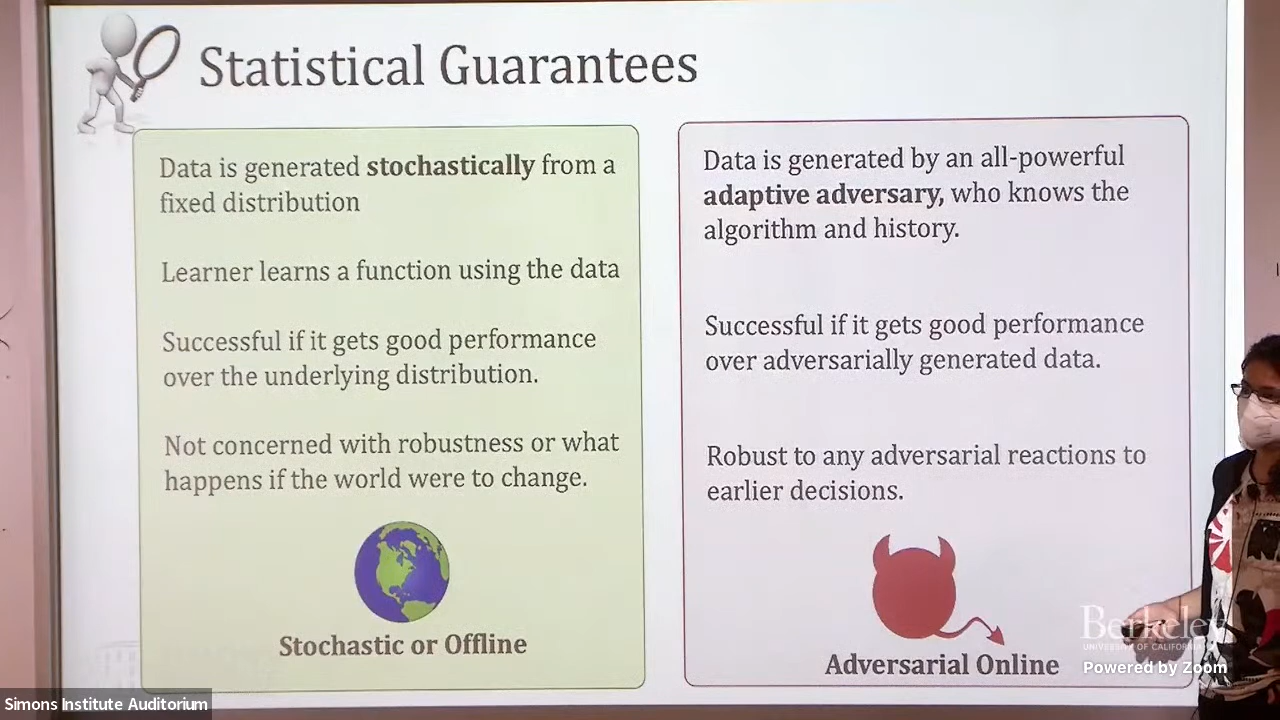 Statistical Guarantees
Data is generated stochastically from a
fixed distribution
Learner learns a function using the data
Successful if it gets good performance
over the underlying distribution.
Not concerned with robustness or what
happens if the world were to change.
Stochastic or Offline
Data is generated by an all-powerful
adaptive adversary, who knows the
algorithm and history.
Successful if it gets good performance
over adversarially generated data.
Robust to any adversarial reactions to
earlier decisions.
Adversarial Online
Berkeley
UNIVERSITY OF CALIFORNIA
Powered by Zoom
Simons Institute Auditorium